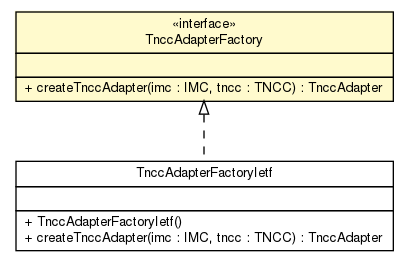 «interface»
TnccAdapterFactory
+ createTnccAdapter(imc : IMC, tncc : TNCC) : TnccAdapter
TnccAdapterFactoryIetf
+ TnccAdapterFactoryIetf()
+ createTnccAdapter(imc : IMC, tncc : TNCC) : TnccAdapter